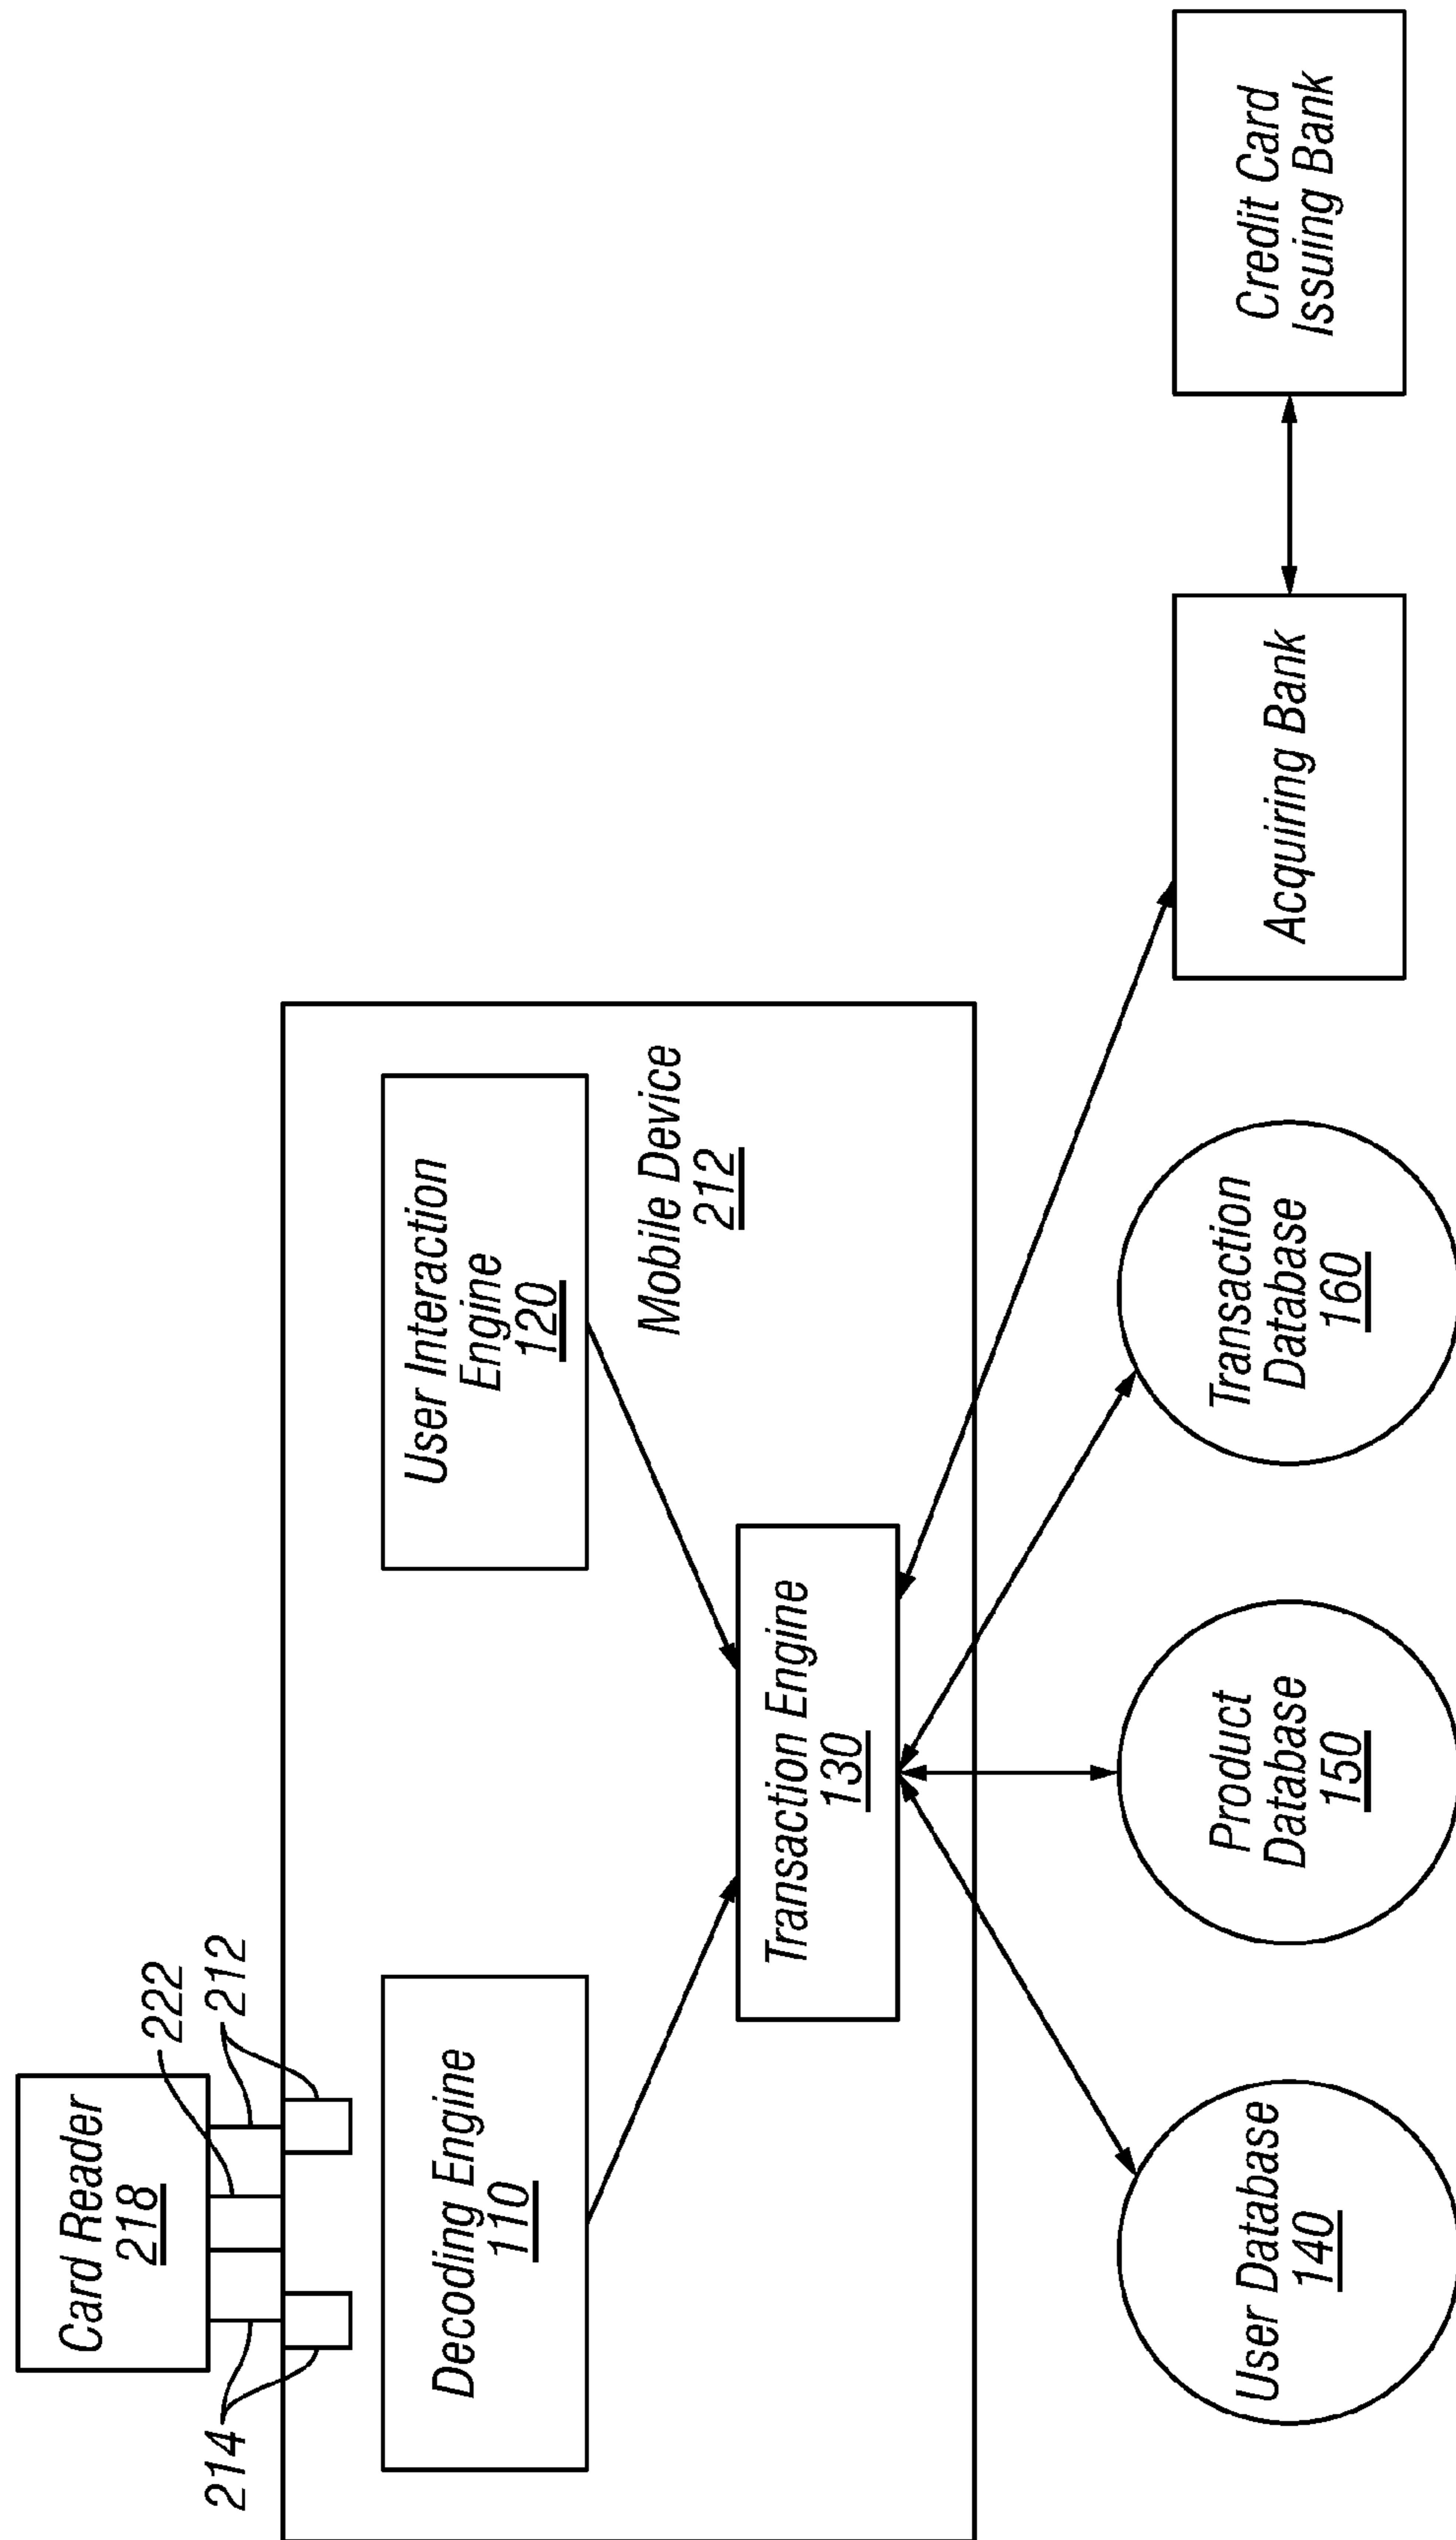 Card Reader
218
222
212
214
Decoding Engine
110
User Interaction
Engine
120
Mobile Device
212
Transaction Engine
130
User Database
140
Product
Database
150
Transaction
Database
160
Acquiring Bank
Credit Card
Issuing Bank